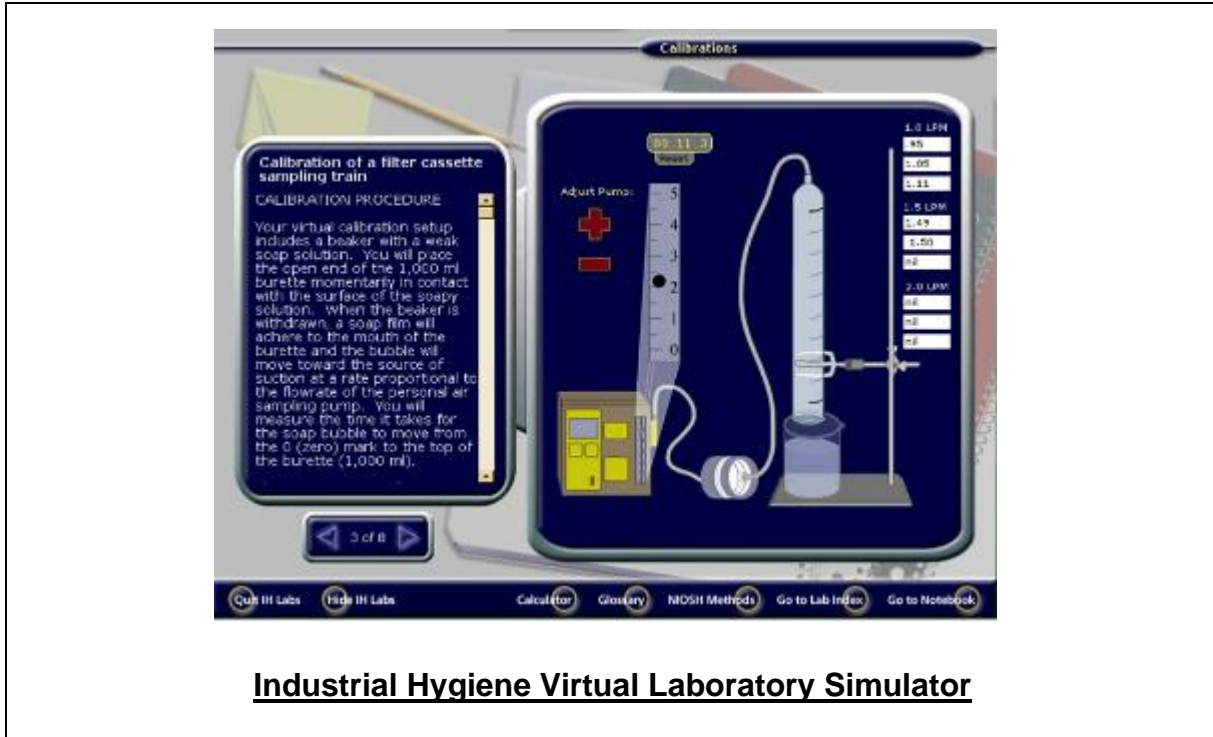 Calibrations
Calibration of a filter cassette
sampling train
CALIBRATION PROCEDURE
Your virtual calibration setup
includes a beaker with a weak
soap solution. You will place
the open end of the 1,000 ml
burette momentarily in contact
with the surface of the soapy
solution. When the beaker is
withdrawn, a soap film will
adhere to the mouth of the
burette and the bubble will
move toward the source of
suction at a rate proportional to
the flowrate of the personal air
sampling pump. You will
measure the time it takes for
the soap bubble to move from
the 0 (zero) mark to the top of
the burette (1,000 ml).
3 of 8
Reset
Adjust Pump:
5
4
3
2
1
0
1.0 LPM
.95
1.05
1.11
1.5 LPM
1.49
1.50
2.0 LPM
Quit IH Labs
Hide IH Labs
Calculator
Glossary
NIOSH Methods
Go to Lab Index
Go to Notebook
Industrial Hygiene Virtual Laboratory Simulator